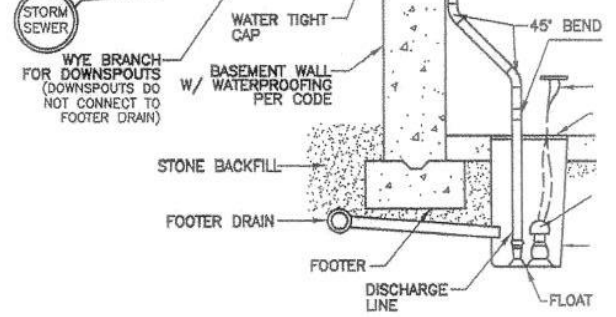 STORM
SEWER
WATER TIGHT
CAP
45° BEND
WYE BRANCH
FOR DOWNSPOUTS
(DOWNSPOUTS DO
NOT CONNECT TO
FOOTER DRAIN)
BASEMENT WALL
W/ WATERPROOFING
PER CODE
STONE BACKFILL
FOOTER DRAIN
FOOTER
DISCHARGE
LINE
FLOAT